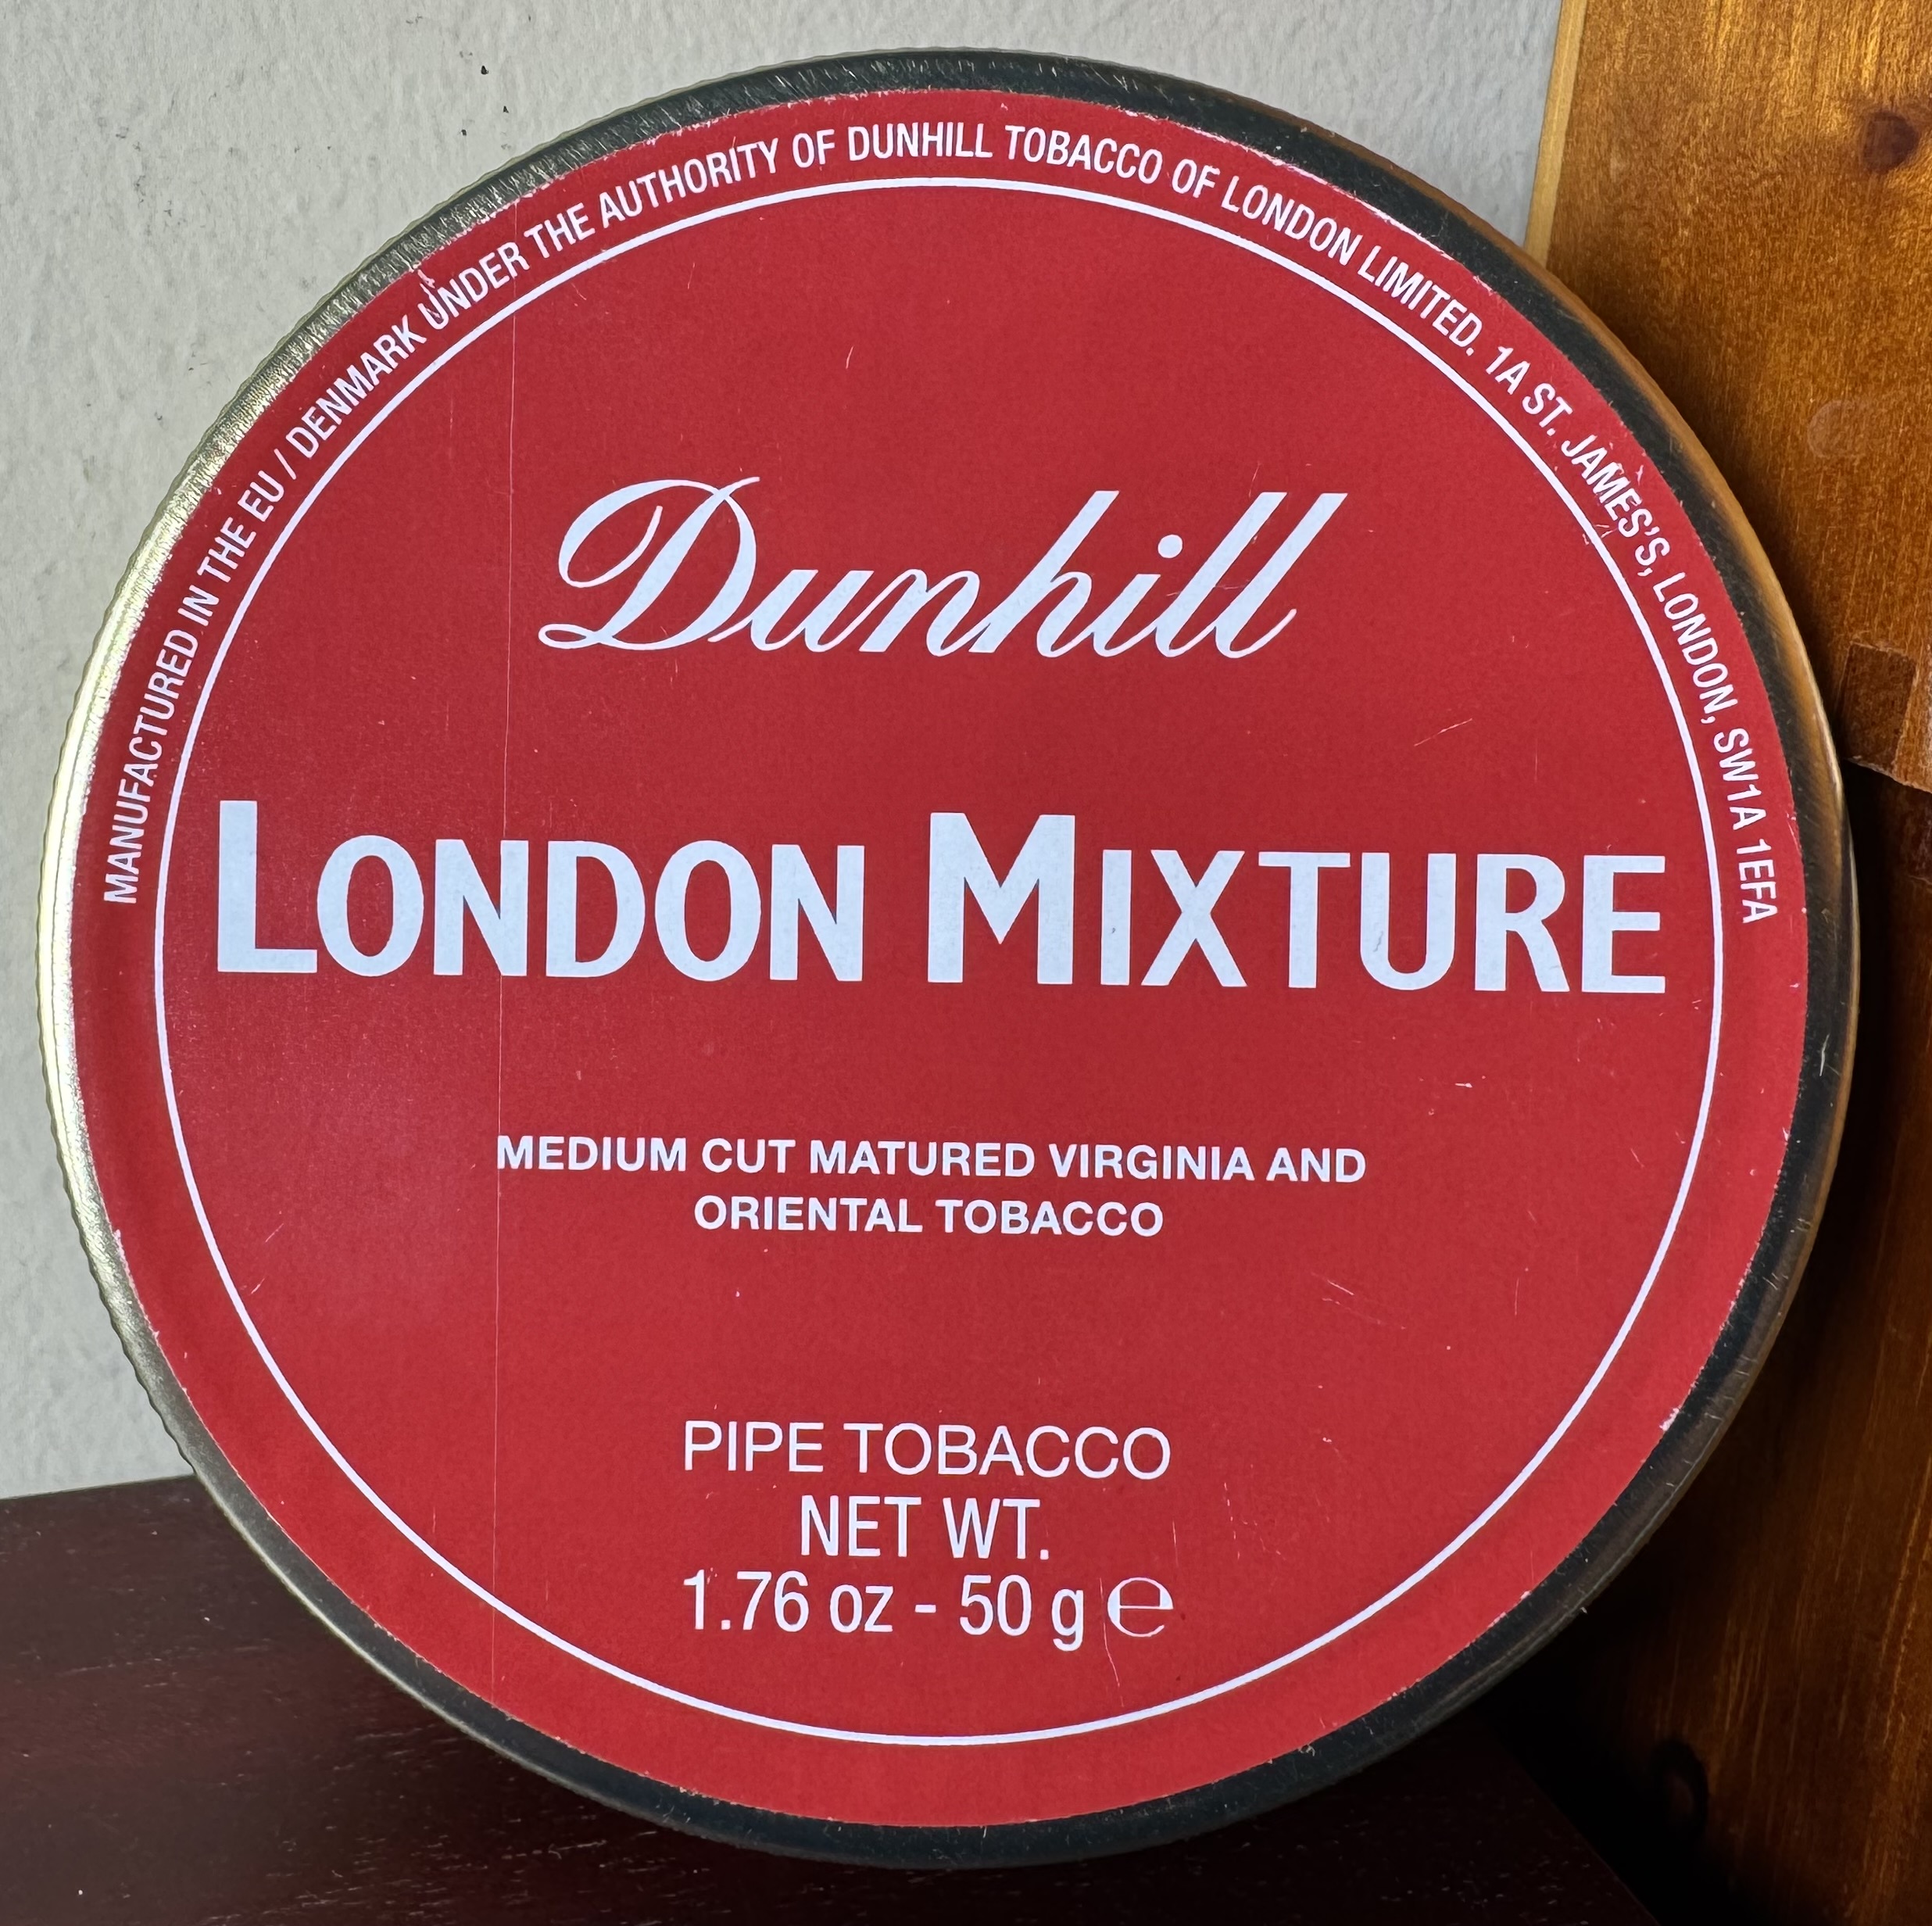 MANUFACTURED IN THE EU / DENMARK UNDER THE AUTHORITY OF DUNHILL TOBACCO OF LONDON LIMITED. 1A ST. JAMES'S, LONDON, SW1A 1EFA
Dunhill
LONDON MIXTURE
MEDIUM CUT MATURED VIRGINIA AND
ORIENTAL TOBACCO
PIPE TOBACCO
NET WT.
1.76 oz - 50 g ℮